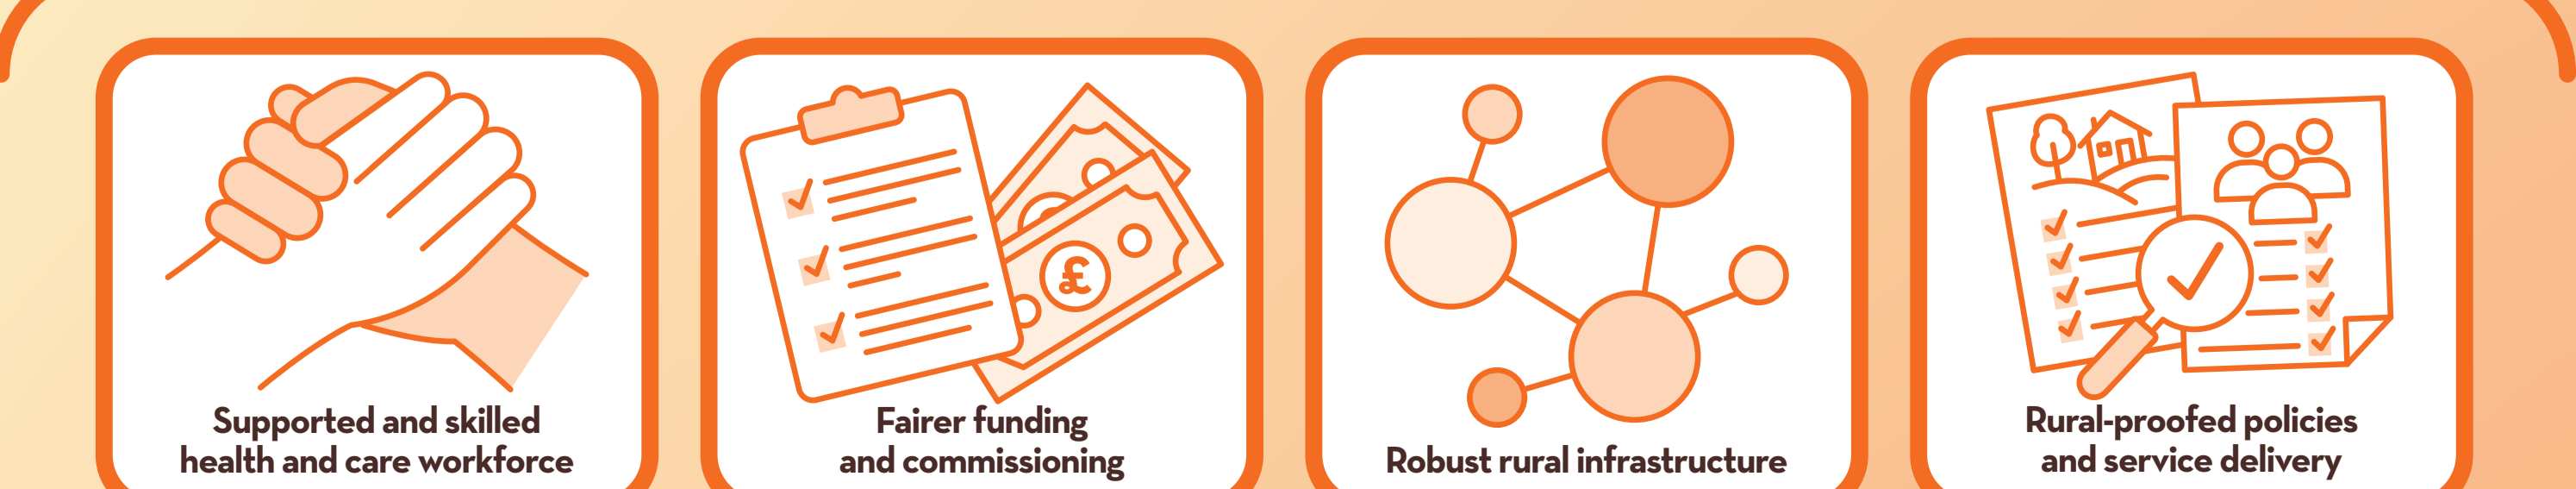 Supported and skilled
health and care workforce
£
Fairer funding
and commissioning
Robust rural infrastructure
Rural-proofed policies
and service delivery